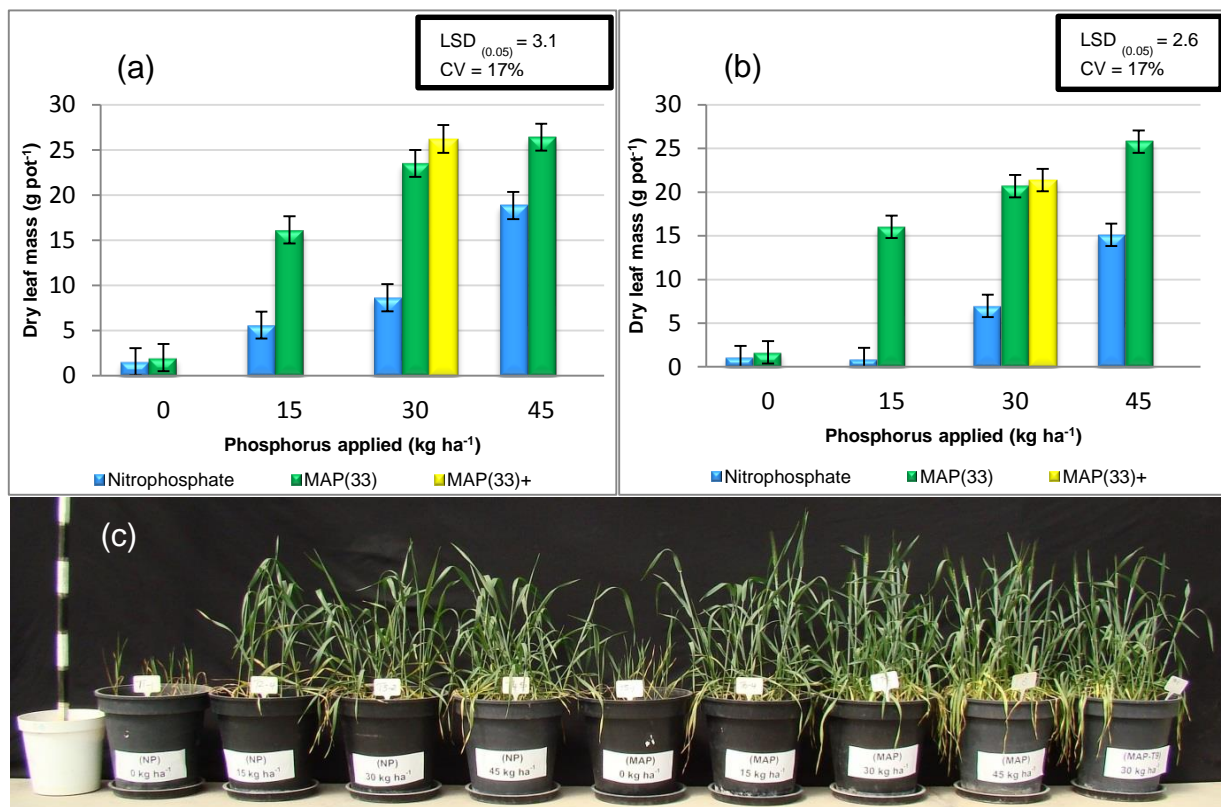 (a)
LSD (0.05) = 3.1
CV = 17%
Dry leaf mass (g pot-1)
30
25
20
15
10
5
0
0 15 30 45
Phosphorus applied (kg ha-1)
Nitrophosphate MAP(33) MAP(33)+
(b)
LSD (0.05) = 2.6
CV = 17%
Dry leaf mass (g pot-1)
30
25
20
15
10
5
0
0 15 30 45
Phosphorus applied (kg ha-1)
Nitrophosphate MAP(33) MAP(33)+
(c)
(NP)
0 kg ha-1
(NP)
15 kg ha-1
(NP)
30 kg ha-1
(NP)
45 kg ha-1
(MAP)
0 kg ha-1
(MAP)
15 kg ha-1
(MAP)
30 kg ha-1
(MAP)
45 kg ha-1
(MAP-T9)
30 kg ha-1